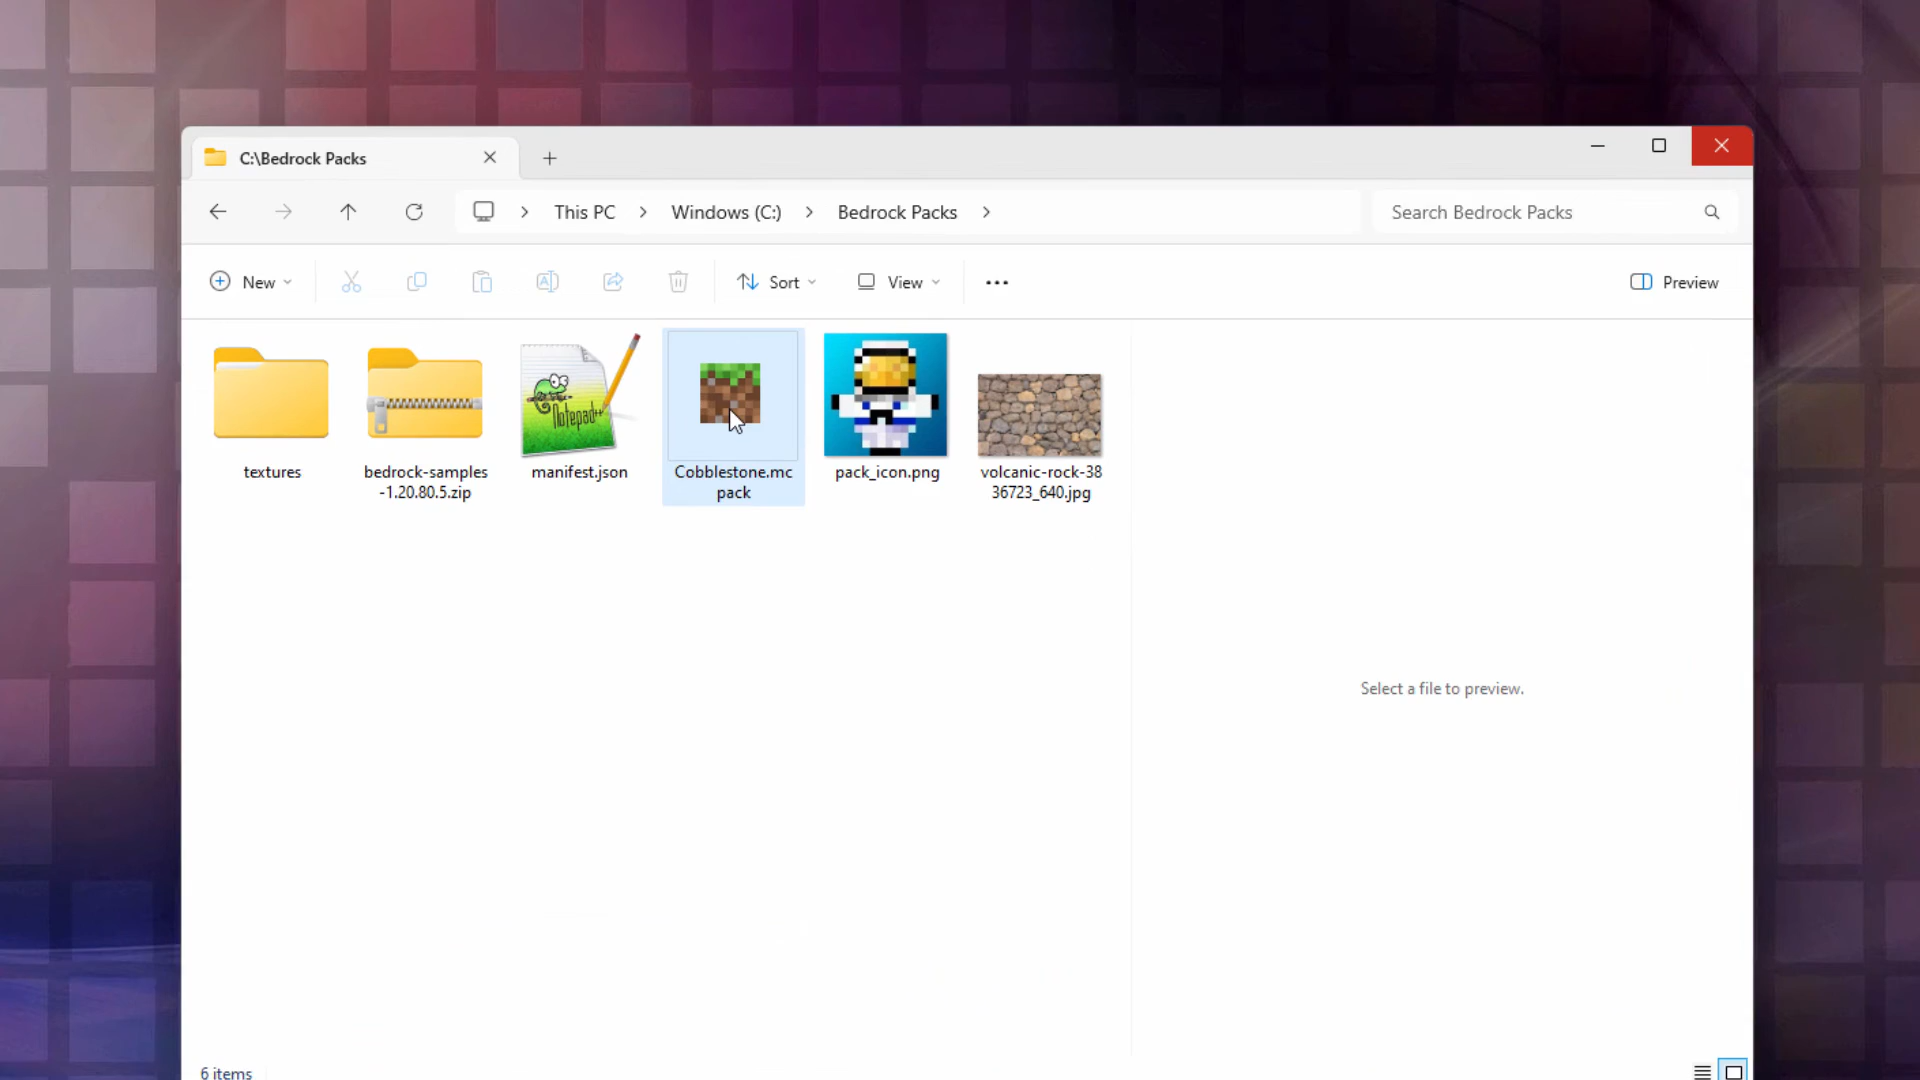 C:\Bedrock Packs
This PC
Windows (C:)
Bedrock Packs
Search Bedrock Packs
New
Sort
View
Preview
textures
bedrock-samples
-1.20.80.5.zip
Notepad++
manifest.json
Cobblestone.mc
pack
pack_icon.png
volcanic-rock-38
36723_640.jpg
Select a file to preview.
6 items